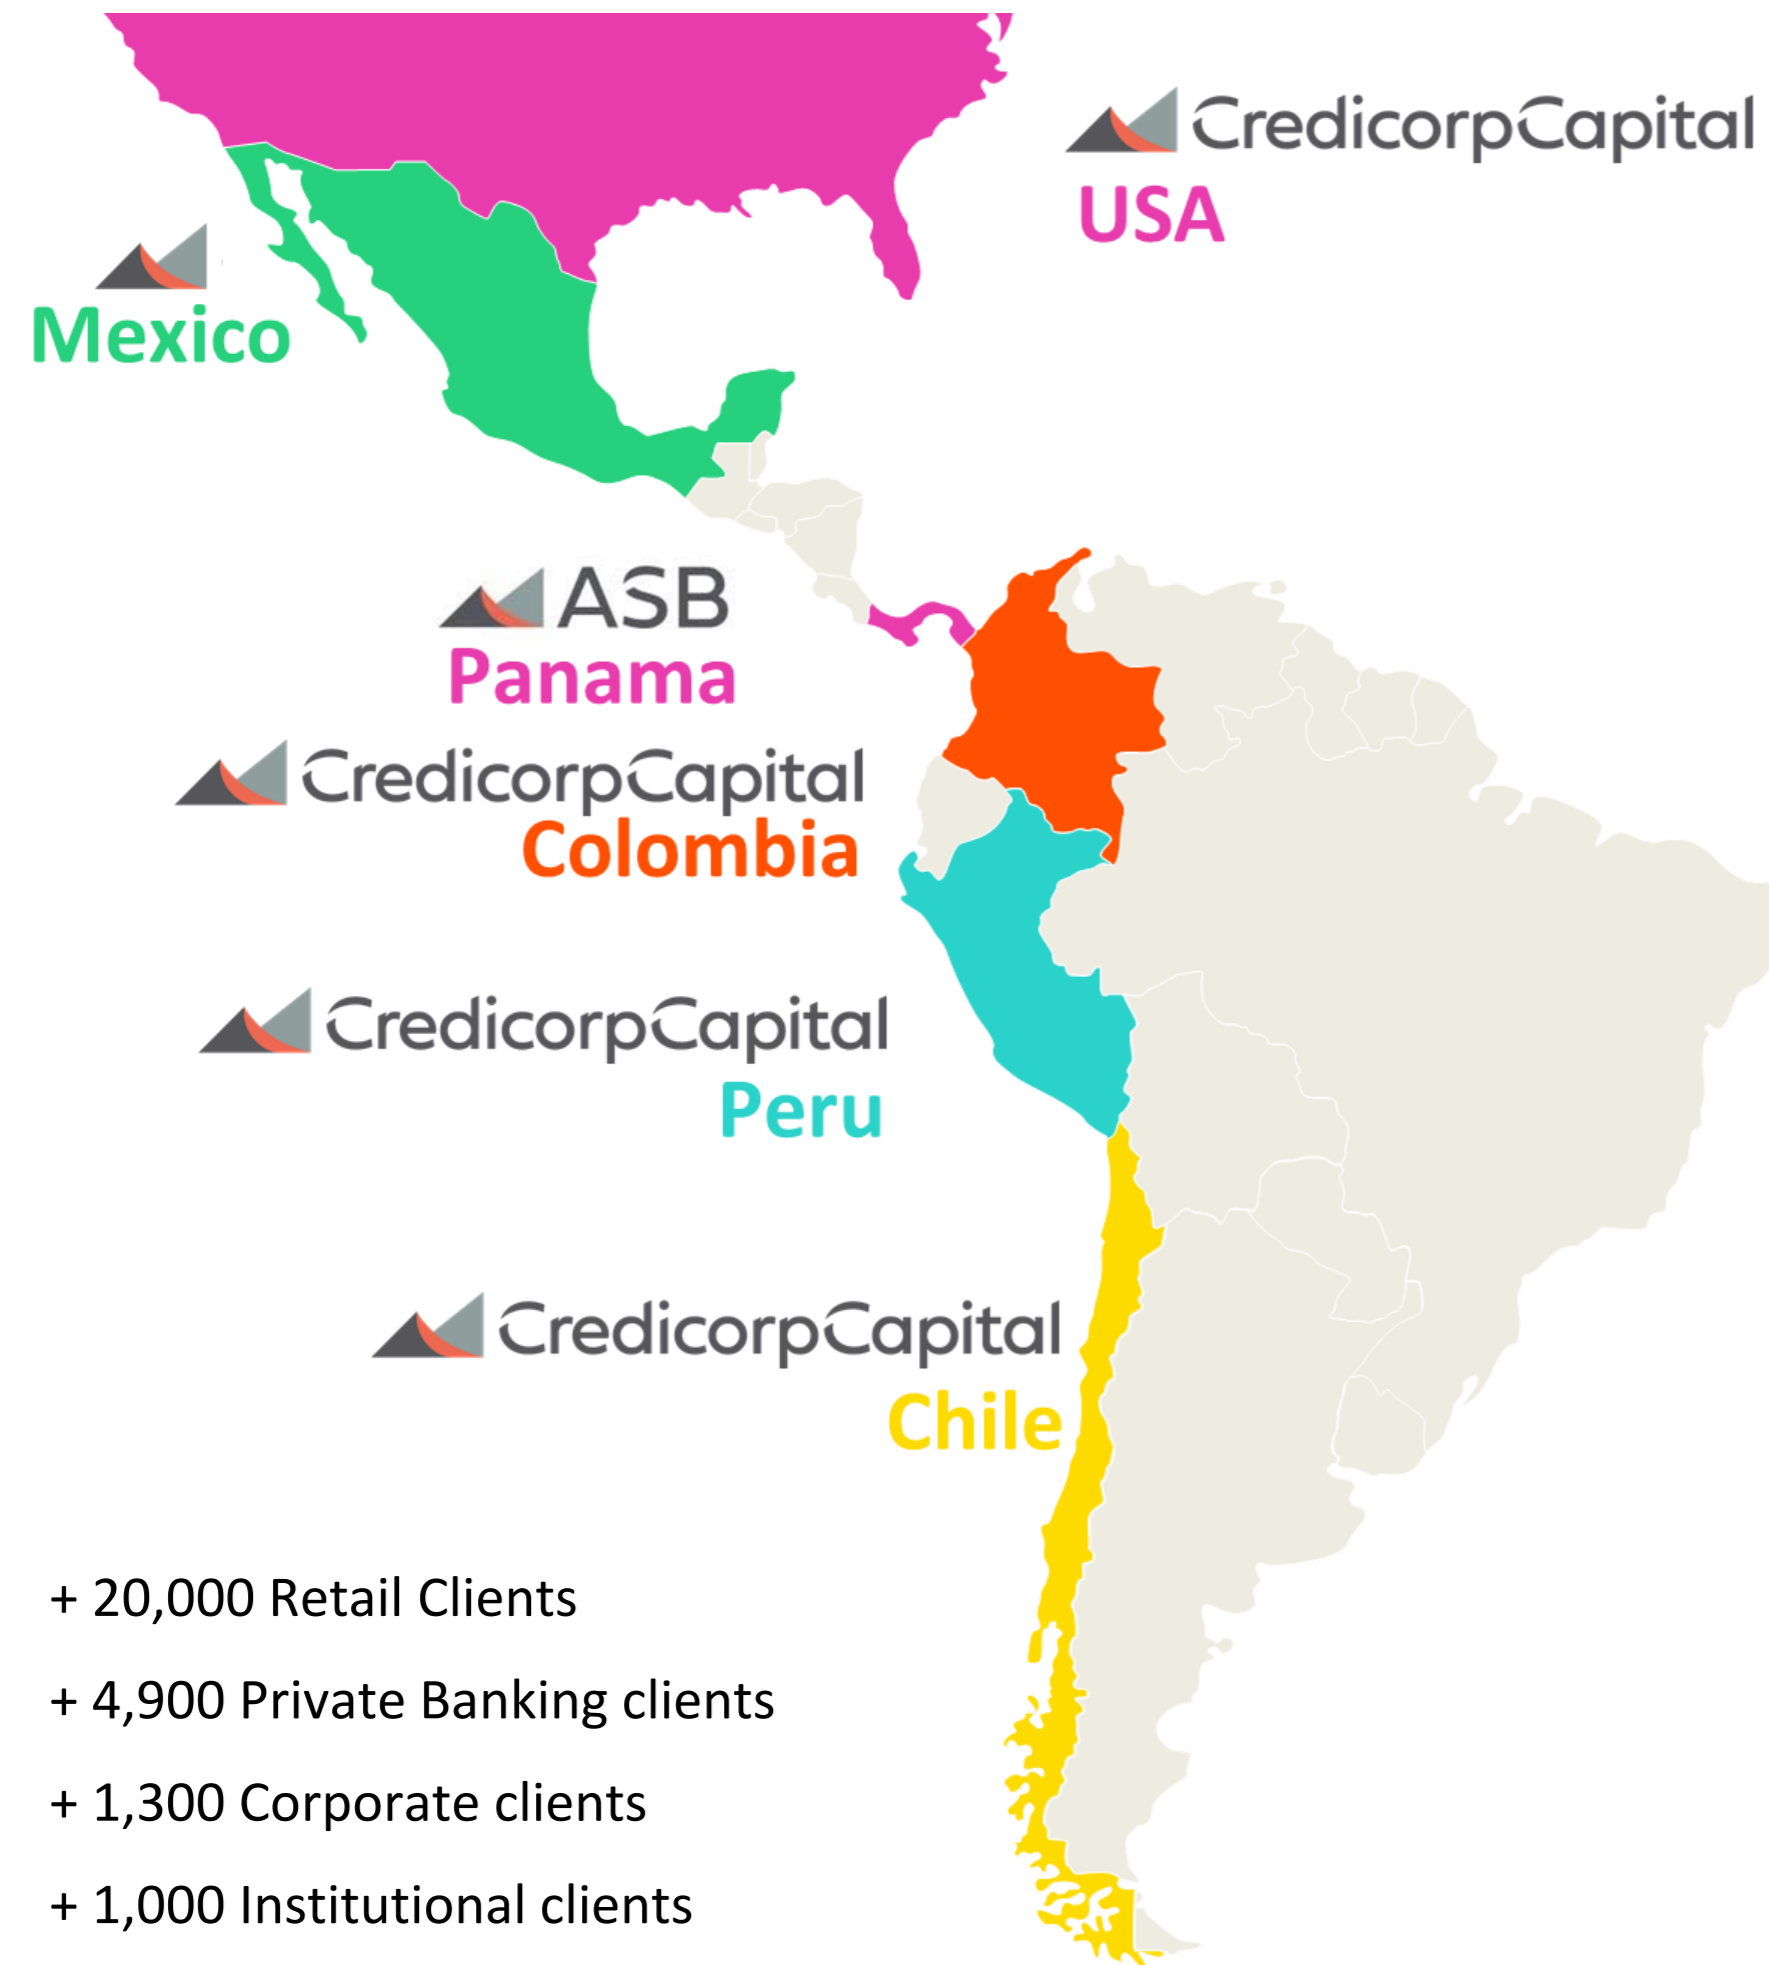 CredicorpCapital
USA
Mexico
ASB
Panama
CredicorpCapital
Colombia
CredicorpCapital
Peru
CredicorpCapital
Chile
+ 20,000 Retail Clients
+ 4,900 Private Banking clients
+ 1,300 Corporate clients
+ 1,000 Institutional clients